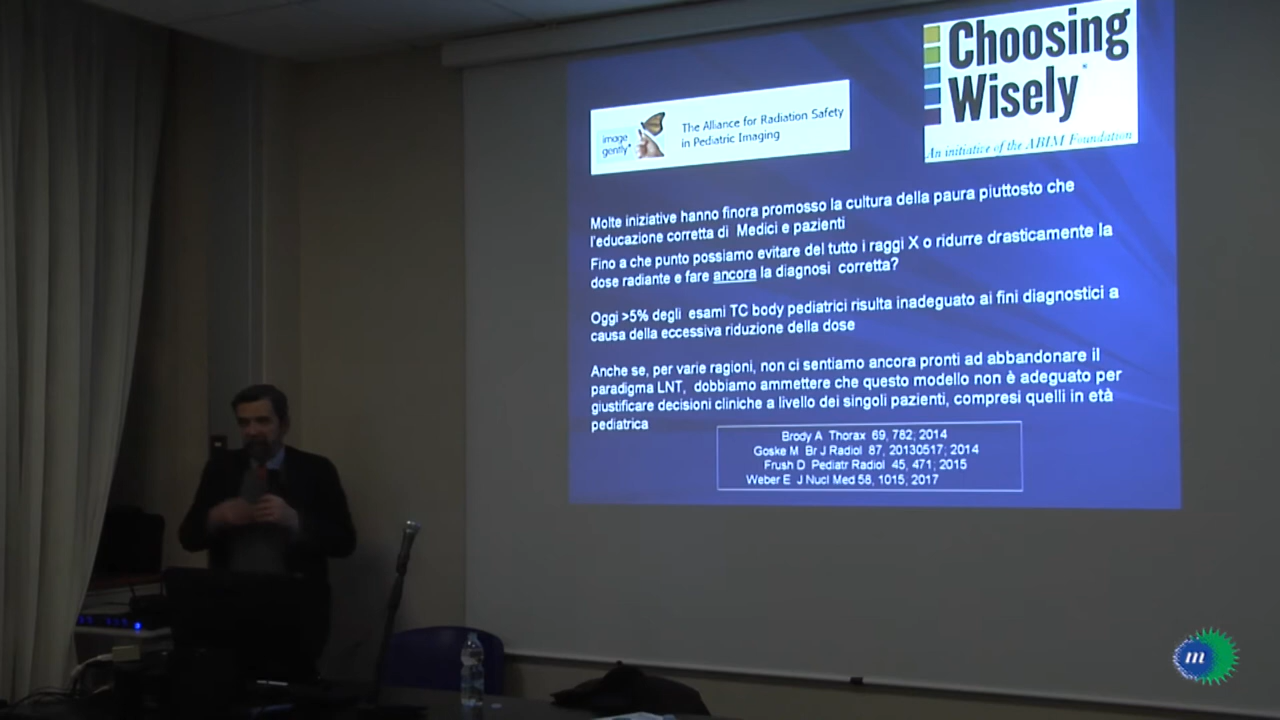 Choosing
Wisely
An initiative of the ABIM Foundation
image
gently
The Alliance for Radiation Safety
in Pediatric Imaging
Molte iniziative hanno finora promosso la cultura della paura piuttosto che
l'educazione corretta di Medici e pazienti
Fino a che punto possiamo evitare del tutto i raggi X o ridurre drasticamente la
dose radiante e fare ancora la diagnosi corretta?
Oggi >5% degli esami TC body pediatrici risulta inadeguato ai fini diagnostici a
causa della eccessiva riduzione della dose
Anche se, per varie ragioni, non ci sentiamo ancora pronti ad abbandonare il
paradigma LNT, dobbiamo ammettere che questo modello non è adeguato per
giustificare decisioni cliniche a livello dei singoli pazienti, compresi quelli in età
pediatrica
Brody A Thorax 69, 782; 2014
Goske M Br J Radiol 87, 20130517; 2014
Frush D Pediatr Radiol 45, 471; 2015
Weber E J Nucl Med 58, 1015, 2017
m